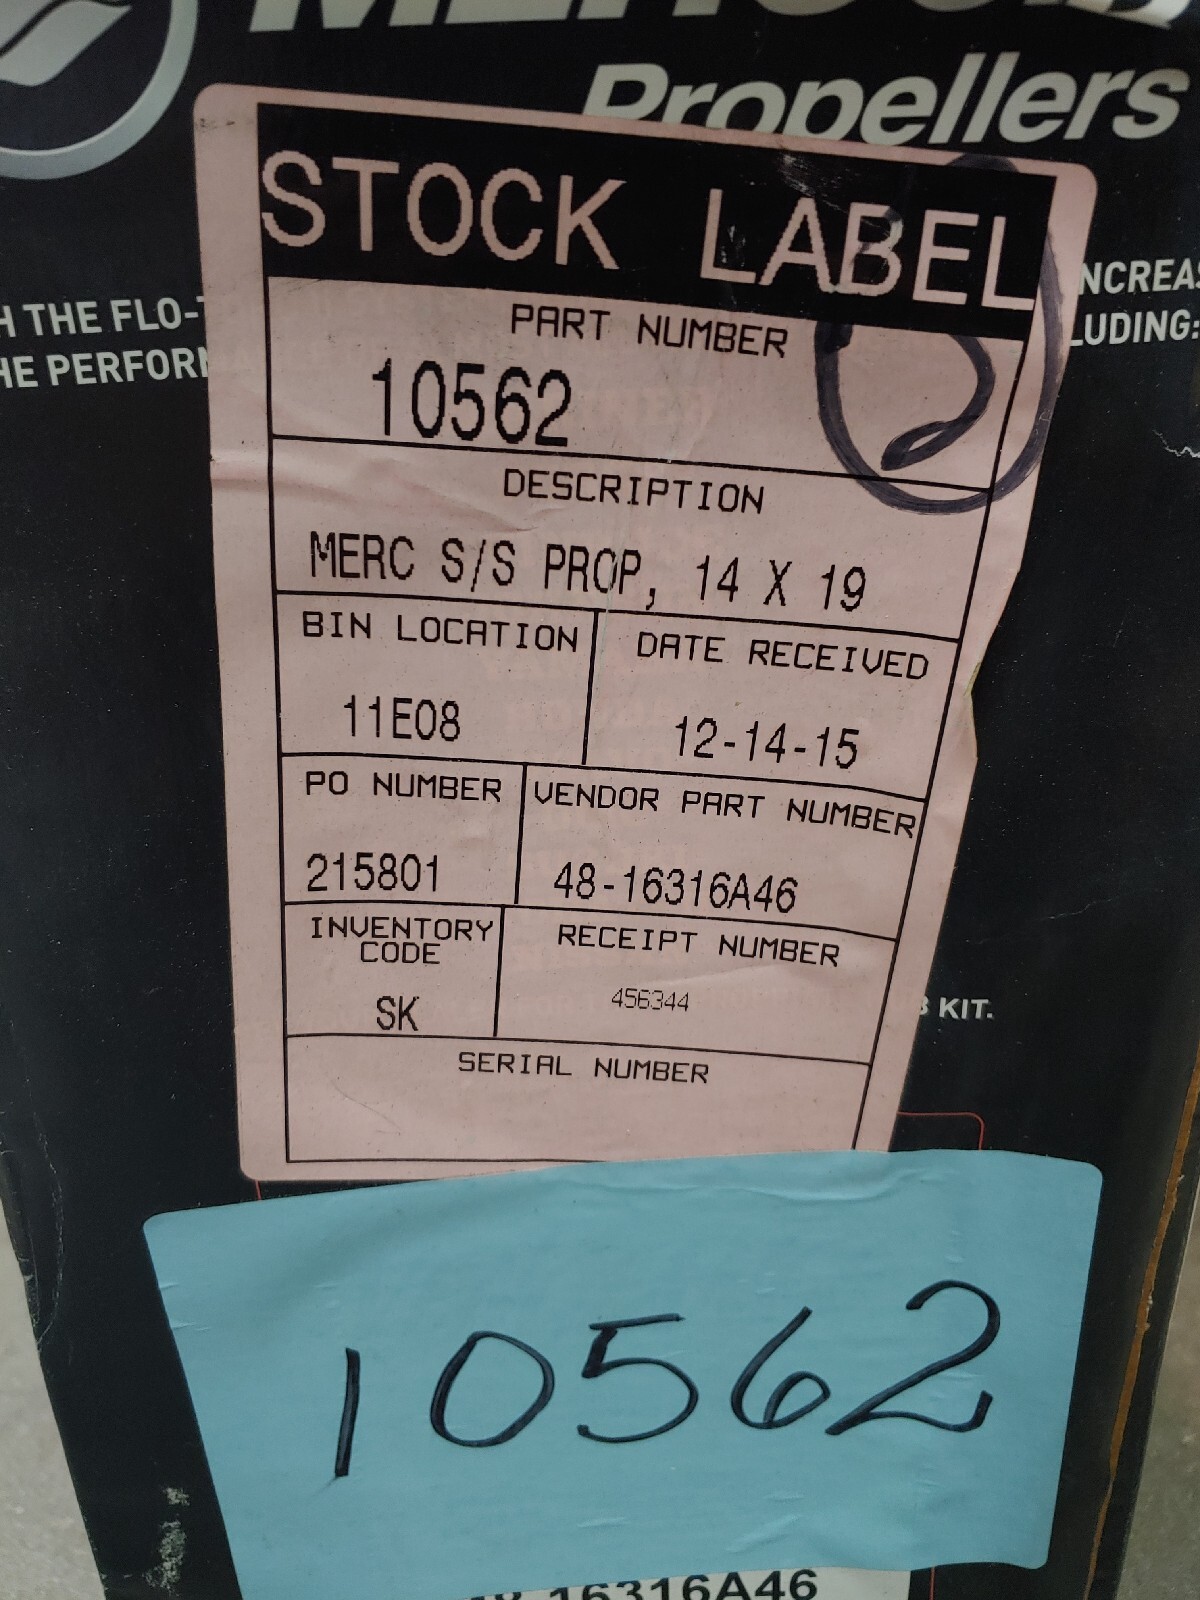 Propellers
STOCK LABEL
H THE FLO-
INCREAS
HE PERFORM
LUDING:
PART NUMBER
10562
DESCRIPTION
MERC S/S PROP, 14 X 19
BIN LOCATION
DATE RECEIVED
11E08
12-14-15
PO NUMBER
VENDOR PART NUMBER
215801
48-16316A46
INVENTORY
CODE
RECEIPT NUMBER
SK
456344
KIT.
SERIAL NUMBER
10562
16316A46